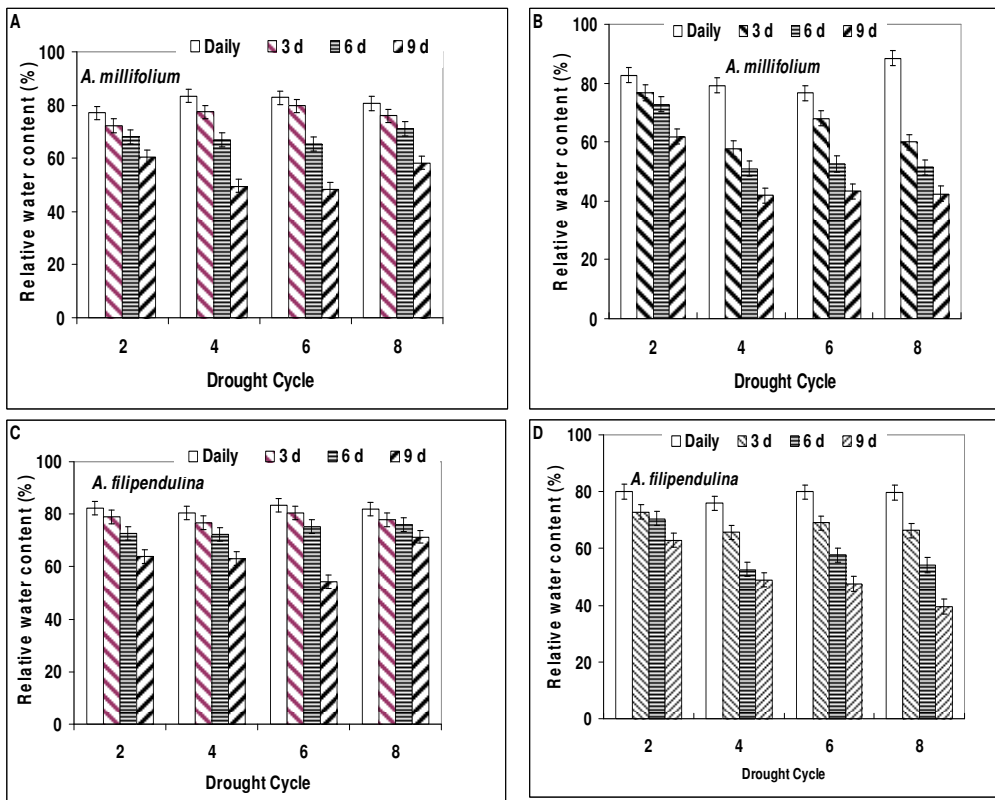 A
Daily 3 d 6 d 9 d
A. millifolium
Relative water content (%)
100
80
60
40
20
0
2 4 6 8
Drought Cycle
B
Daily 3 d 6 d 9 d
A. millifolium
Relative water content (%)
100
80
60
40
20
0
2 4 6 8
Drought Cycle
C
Daily 3 d 6 d 9 d
A. filipendulina
Relative water content (%)
100
80
60
40
20
0
2 4 6 8
Drought Cycle
D
Daily 3 d 6 d 9 d
A. filipendulina
Relative water content (%)
100
80
60
40
20
0
2 4 6 8
Drought Cycle